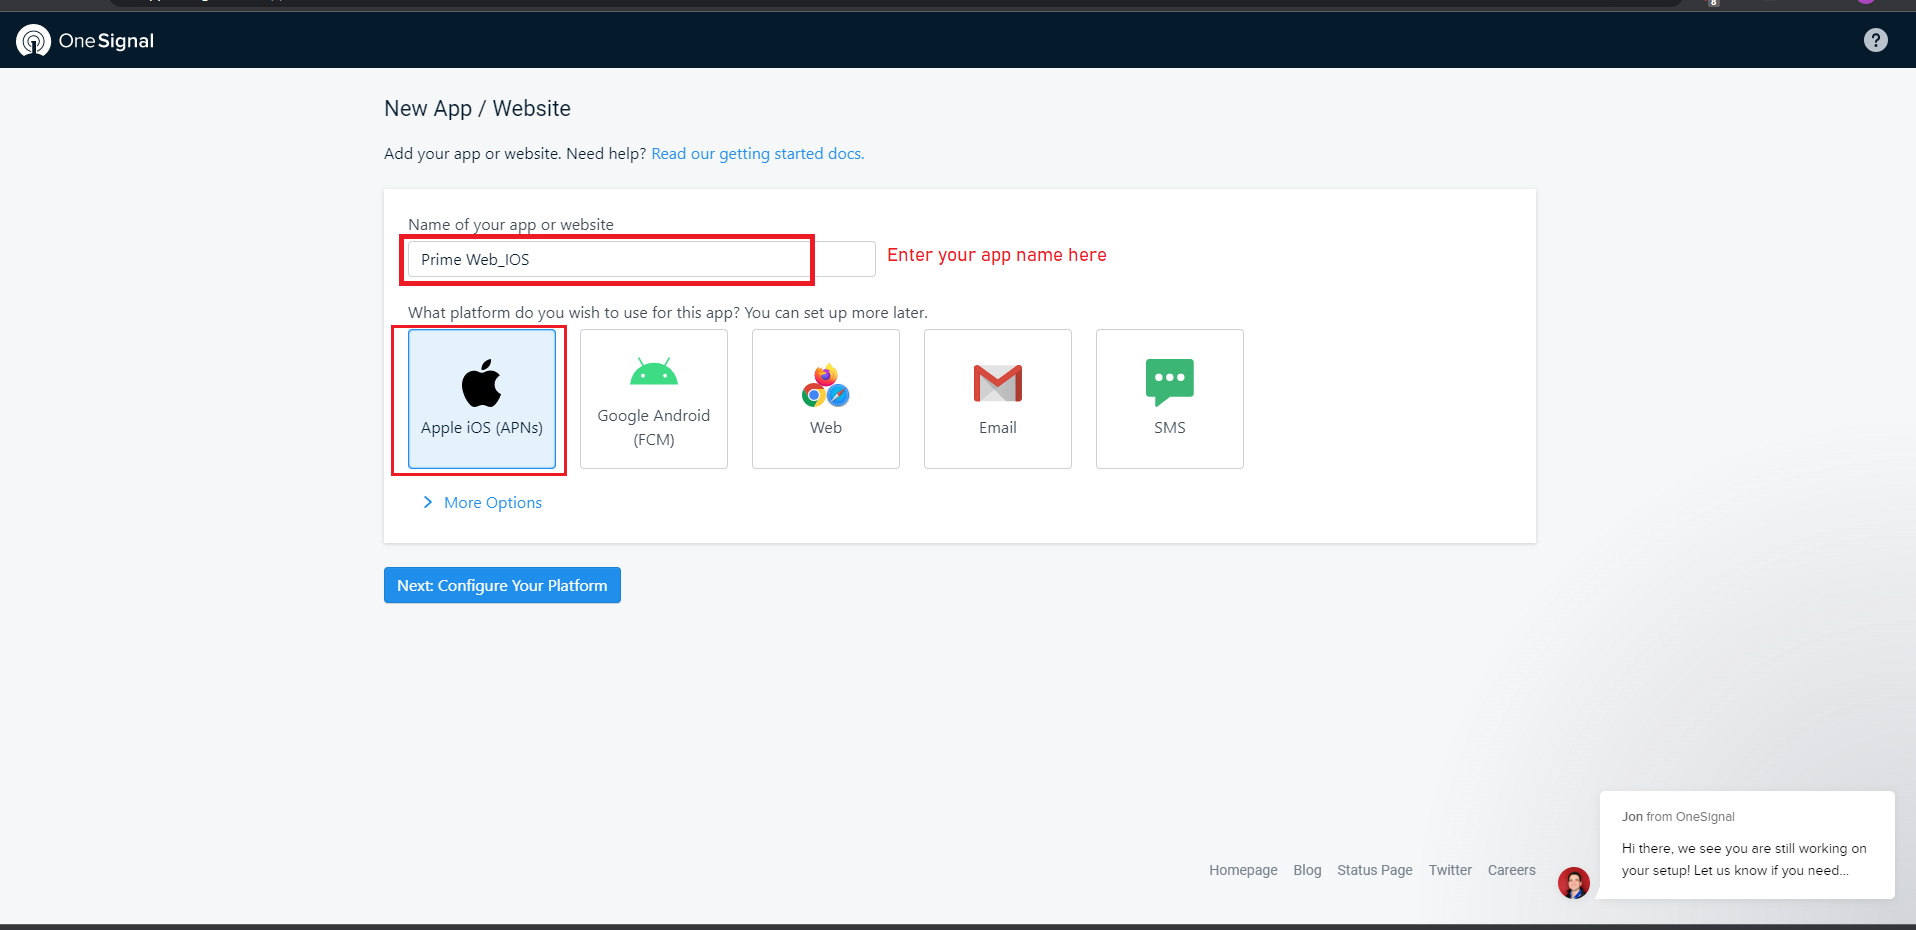 8
OneSignal
?
New App / Website
Add your app or website. Need help? Read our getting started docs.
Name of your app or website
Prime Web_IOS
Enter your app name here
What platform do you wish to use for this app? You can set up more later.
Apple iOS (APNs)
Google Android
(FCM)
Web
Email
SMS
More Options
Next: Configure Your Platform
Jon from OneSignal
Hi there, we see you are still working on
your setup! Let us know if you need...
Homepage Blog Status Page Twitter Careers